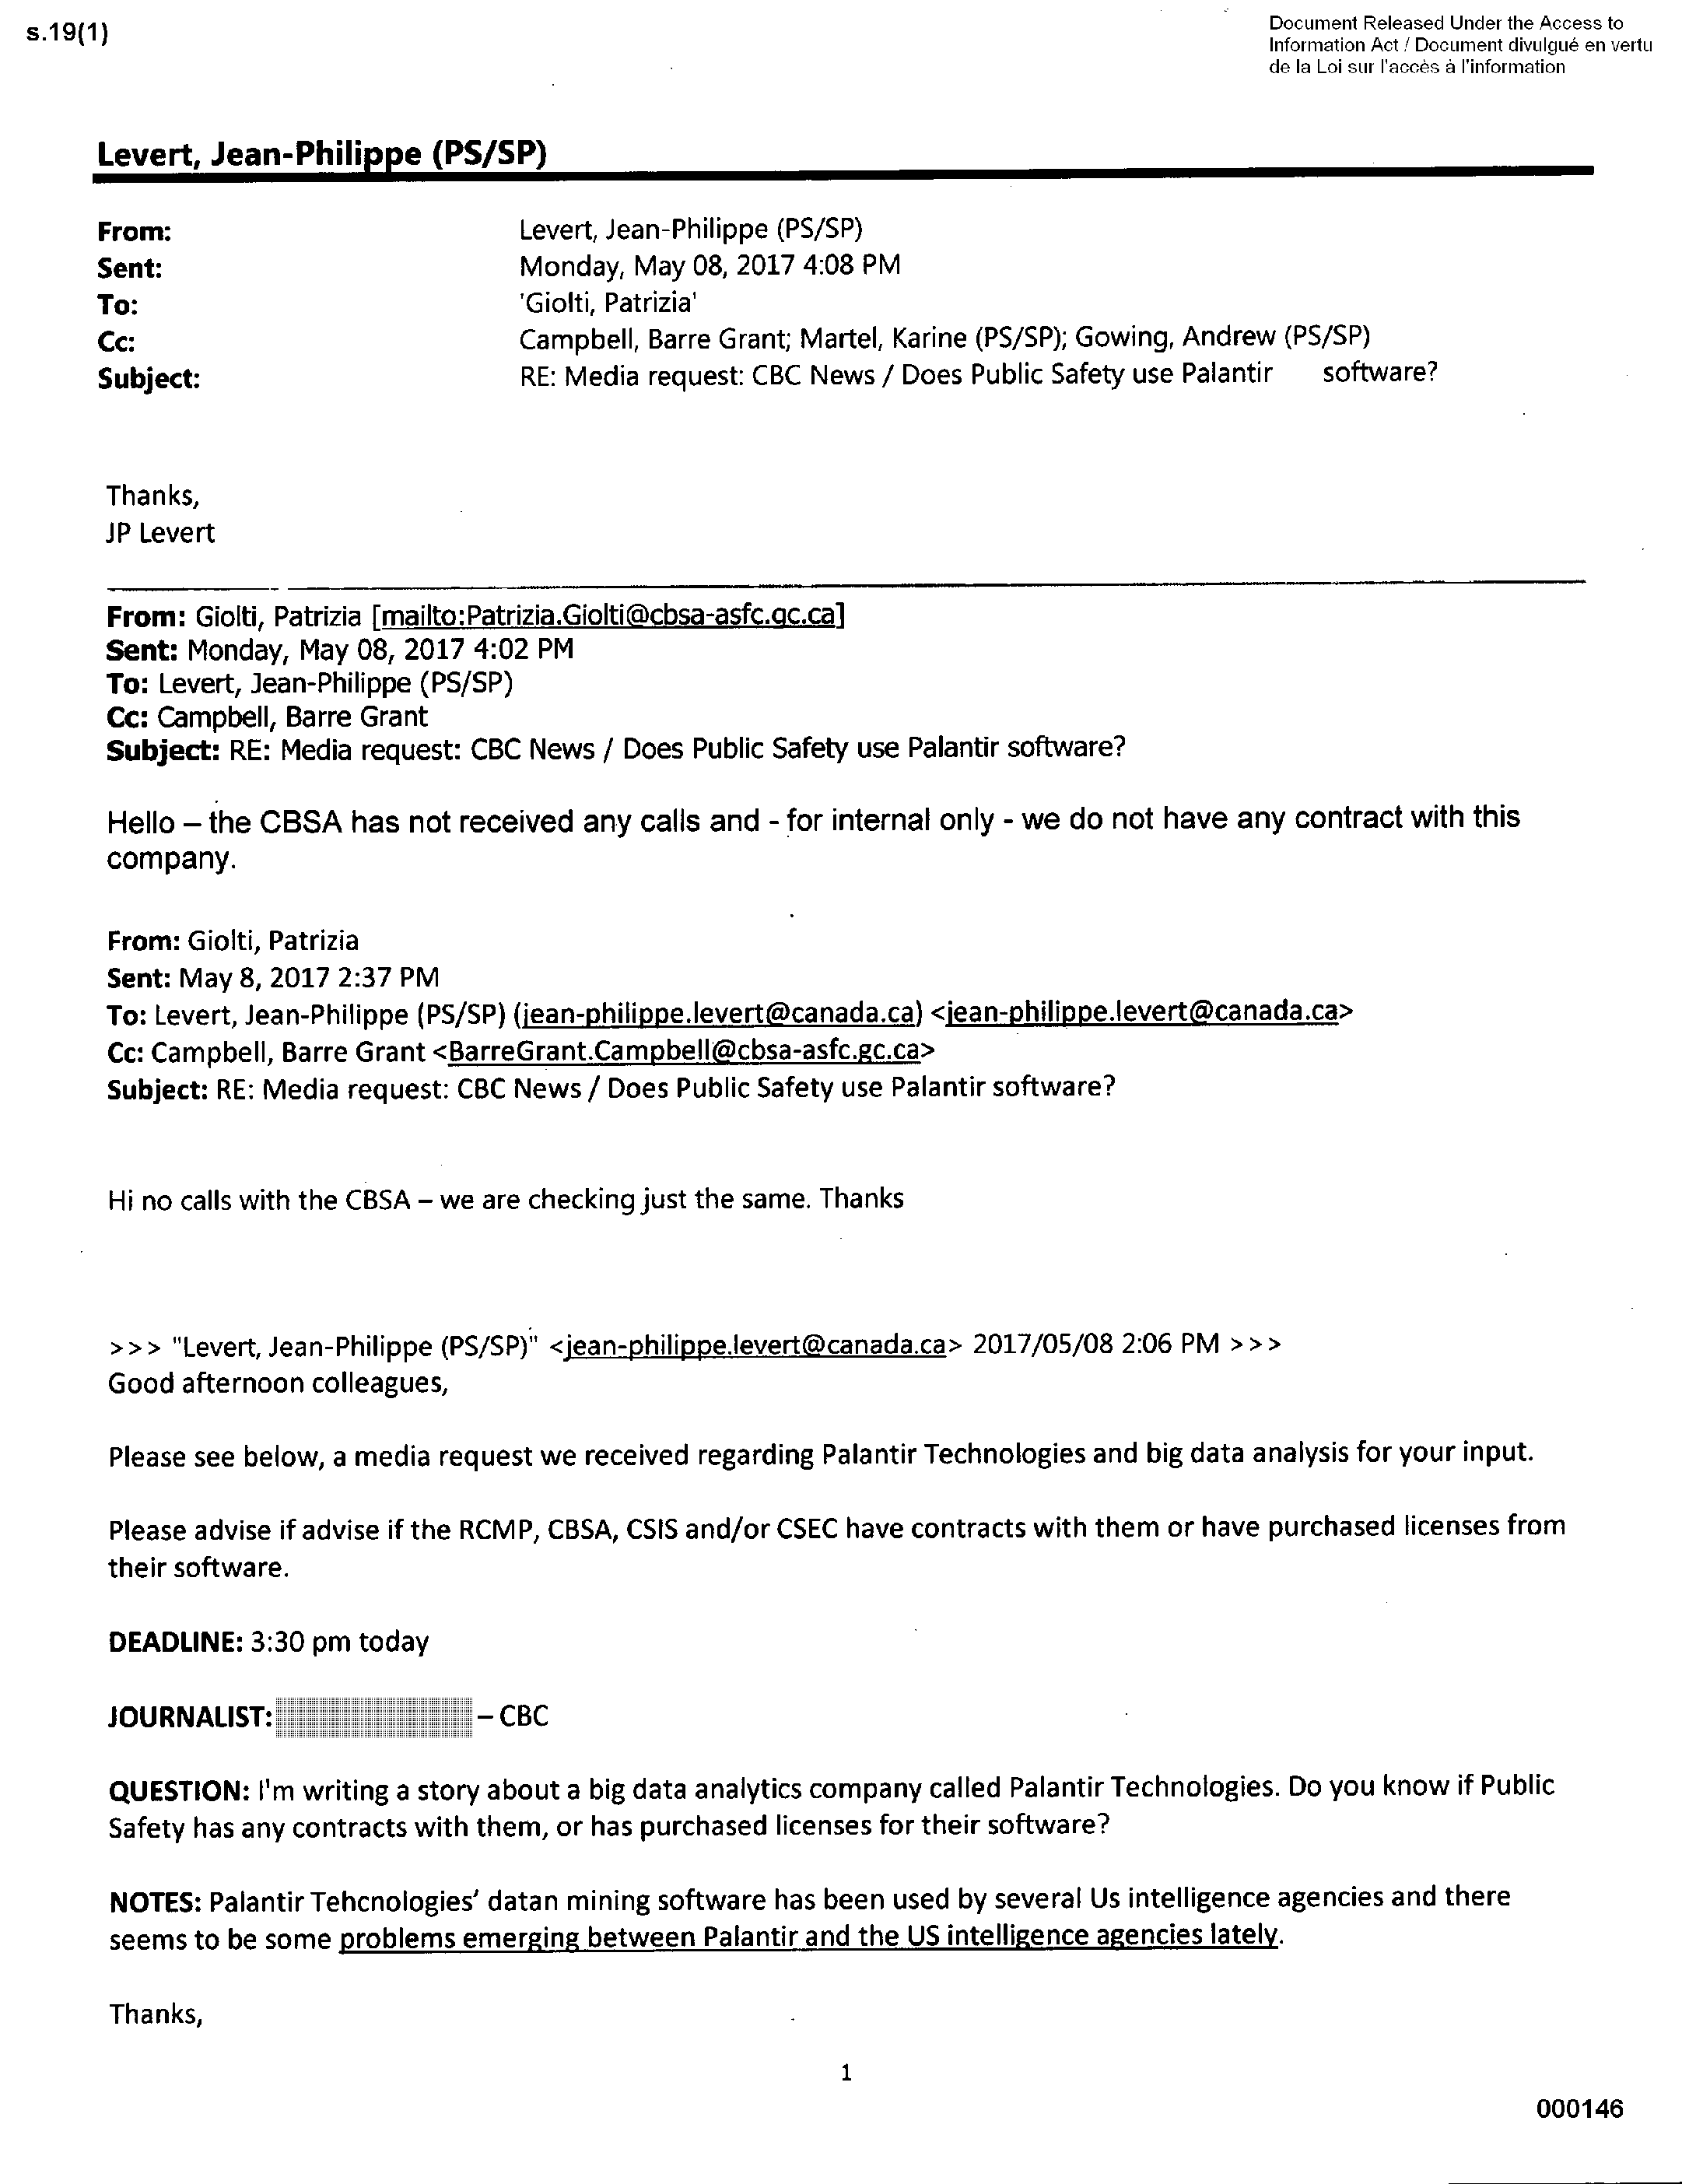 s.19(1)
Document Released Under the Access to
Information Act / Document divulgué en vertu
de la Loi sur l'accès à l'information
Levert, Jean-Philippe (PS/SP)
From: Levert, Jean-Philippe (PS/SP)
Sent: Monday, May 08, 2017 4:08 PM
To: 'Giolti, Patrizia'
Cc: Campbell, Barre Grant; Martel, Karine (PS/SP); Gowing, Andrew (PS/SP)
Subject: RE: Media request: CBC News / Does Public Safety use Palantir software?
Thanks,
JP Levert
From: Giolti, Patrizia [mailto:Patrizia.Giolti@cbsa-asfc.gc.ca]
Sent: Monday, May 08, 2017 4:02 PM
To: Levert, Jean-Philippe (PS/SP)
Cc: Campbell, Barre Grant
Subject: RE: Media request: CBC News / Does Public Safety use Palantir software?
Hello – the CBSA has not received any calls and - for internal only - we do not have any contract with this
company.
From: Giolti, Patrizia
Sent: May 8, 2017 2:37 PM
To: Levert, Jean-Philippe (PS/SP) (jean-philippe.levert@canada.ca) <jean-philippe.levert@canada.ca>
Cc: Campbell, Barre Grant <BarreGrant.Campbell@cbsa-asfc.gc.ca>
Subject: RE: Media request: CBC News / Does Public Safety use Palantir software?
Hi no calls with the CBSA – we are checking just the same. Thanks
>>> "Levert, Jean-Philippe (PS/SP)" <jean-philippe.levert@canada.ca> 2017/05/08 2:06 PM >>>
Good afternoon colleagues,
Please see below, a media request we received regarding Palantir Technologies and big data analysis for your input.
Please advise if advise if the RCMP, CBSA, CSIS and/or CSEC have contracts with them or have purchased licenses from
their software.
DEADLINE: 3:30 pm today
JOURNALIST: – CBC
QUESTION: I'm writing a story about a big data analytics company called Palantir Technologies. Do you know if Public
Safety has any contracts with them, or has purchased licenses for their software?
NOTES: Palantir Tehcnologies' datan mining software has been used by several Us intelligence agencies and there
seems to be some problems emerging between Palantir and the US intelligence agencies lately.
Thanks,
1
000146